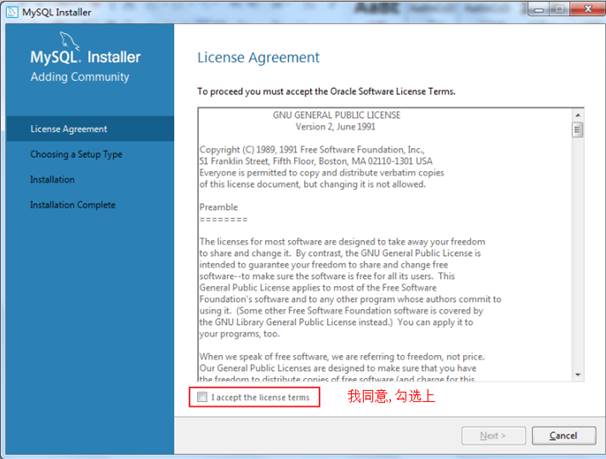 MySQL Installer
MySQL. Installer
Adding Community
License Agreement
Choosing a Setup Type
Installation
Installation Complete
License Agreement
To proceed you must accept the Oracle Software License Terms.
GNU GENERAL PUBLIC LICENSE
Version 2, June 1991
Copyright (C) 1989, 1991 Free Software Foundation, Inc.,
51 Franklin Street, Fifth Floor, Boston, MA 02110-1301 USA
Everyone is permitted to copy and distribute verbatim copies
of this license document, but changing it is not allowed.
Preamble
========
The licenses for most software are designed to take away your freedom
to share and change it. By contrast, the GNU General Public License is
intended to guarantee your freedom to share and change free
software--to make sure the software is free for all its users. This
General Public License applies to most of the Free Software
Foundation's software and to any other program whose authors commit to
using it. (Some other Free Software Foundation software is covered by
the GNU Library General Public License instead.) You can apply it to
your programs, too.
When we speak of free software, we are referring to freedom, not price.
Our General Public Licenses are designed to make sure that you have
the freedom to distribute copies of free software (and charge for this
I accept the license terms
我同意,勾选上
Next >
Cancel